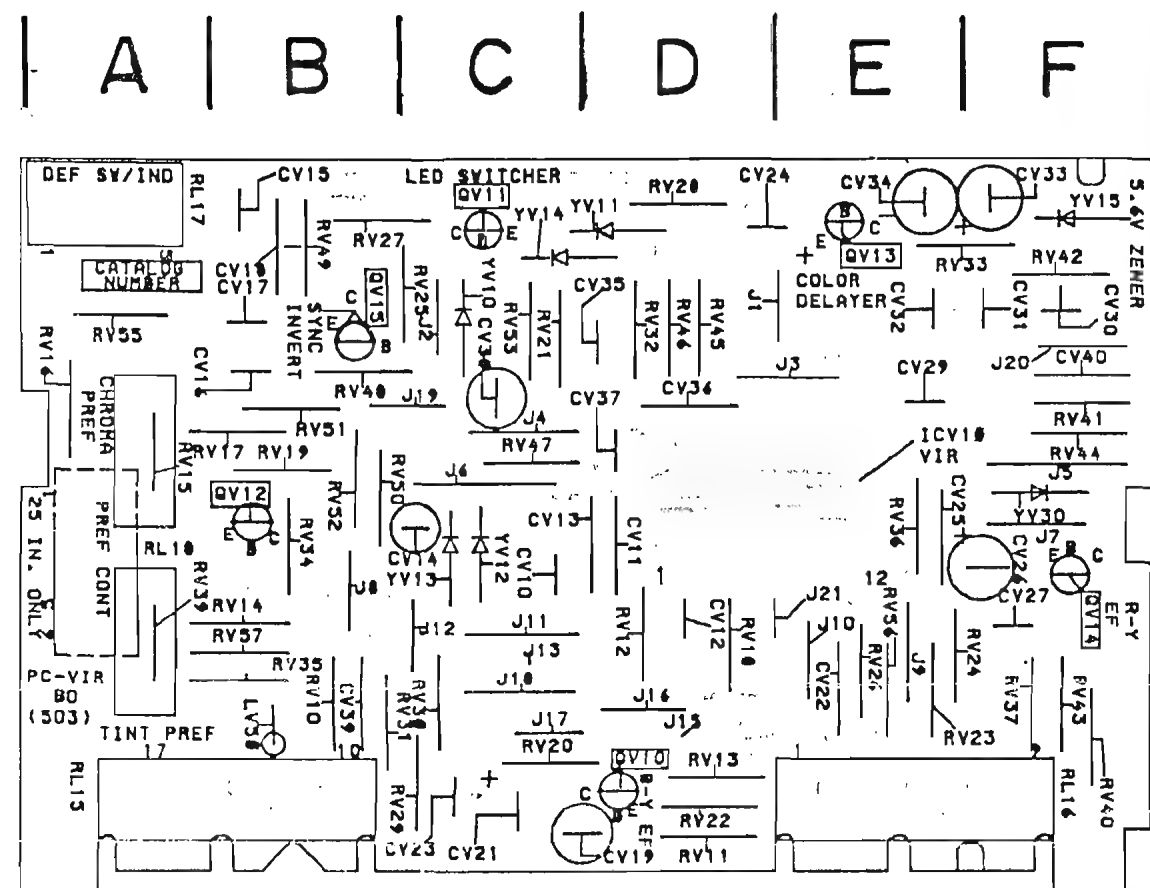 A B C D E F
DEF SW/IND
RL17
CV15
LED SWITCHER
QV11
RV28
CV24
CV34
CV33
5.6V ZENER
YV15
YV14
YV11
C E
B
B
E C
QV13
1
CATALOG
NUMBER
RV49
RV27
CV18
CV17
QV15
RV25
J2
YV10
CV35
RV53
RV21
RV32
RV46
RV45
J1
COLOR
DELAYER
RV33
RV42
CV32
CV31
CV30
RV55
SYNC
INVERT
C
E
B
RV16
CV16
CHROMA
PREF
RV40
J19
CV37
CV36
J3
CV29
J20
CV40
RV51
J4
RV41
RV17
RV19
RV47
ICV10
VIR
RV44
RV15
RV50
J6
J5
QV12
RV52
CV13
CV25
YV30
J7
25 IN. ONLY
PREF CONT
E C
B
RV34
CV14
YV13
YV12
CV10
CV11
RV36
CV26
B
C
E
QV14
RL18
J8
1
12
CV27
R-Y
EF
RV39
RV14
J12
J11
RV12
CV12
RV18
J21
J10
RV56
RV57
J13
RV24
RV35
J18
CV22
RV26
J9
PC-VIR
BO
(503)
RV10
CV39
RV31
J16
RV37
RV43
TINT PREF
J17
J15
RV23
17
10
RV20
QV10
RV13
RL15
RL16
RV40
B-Y
EF
C
B
E
RV29
RV22
CV23
CV21
CV19
RV11